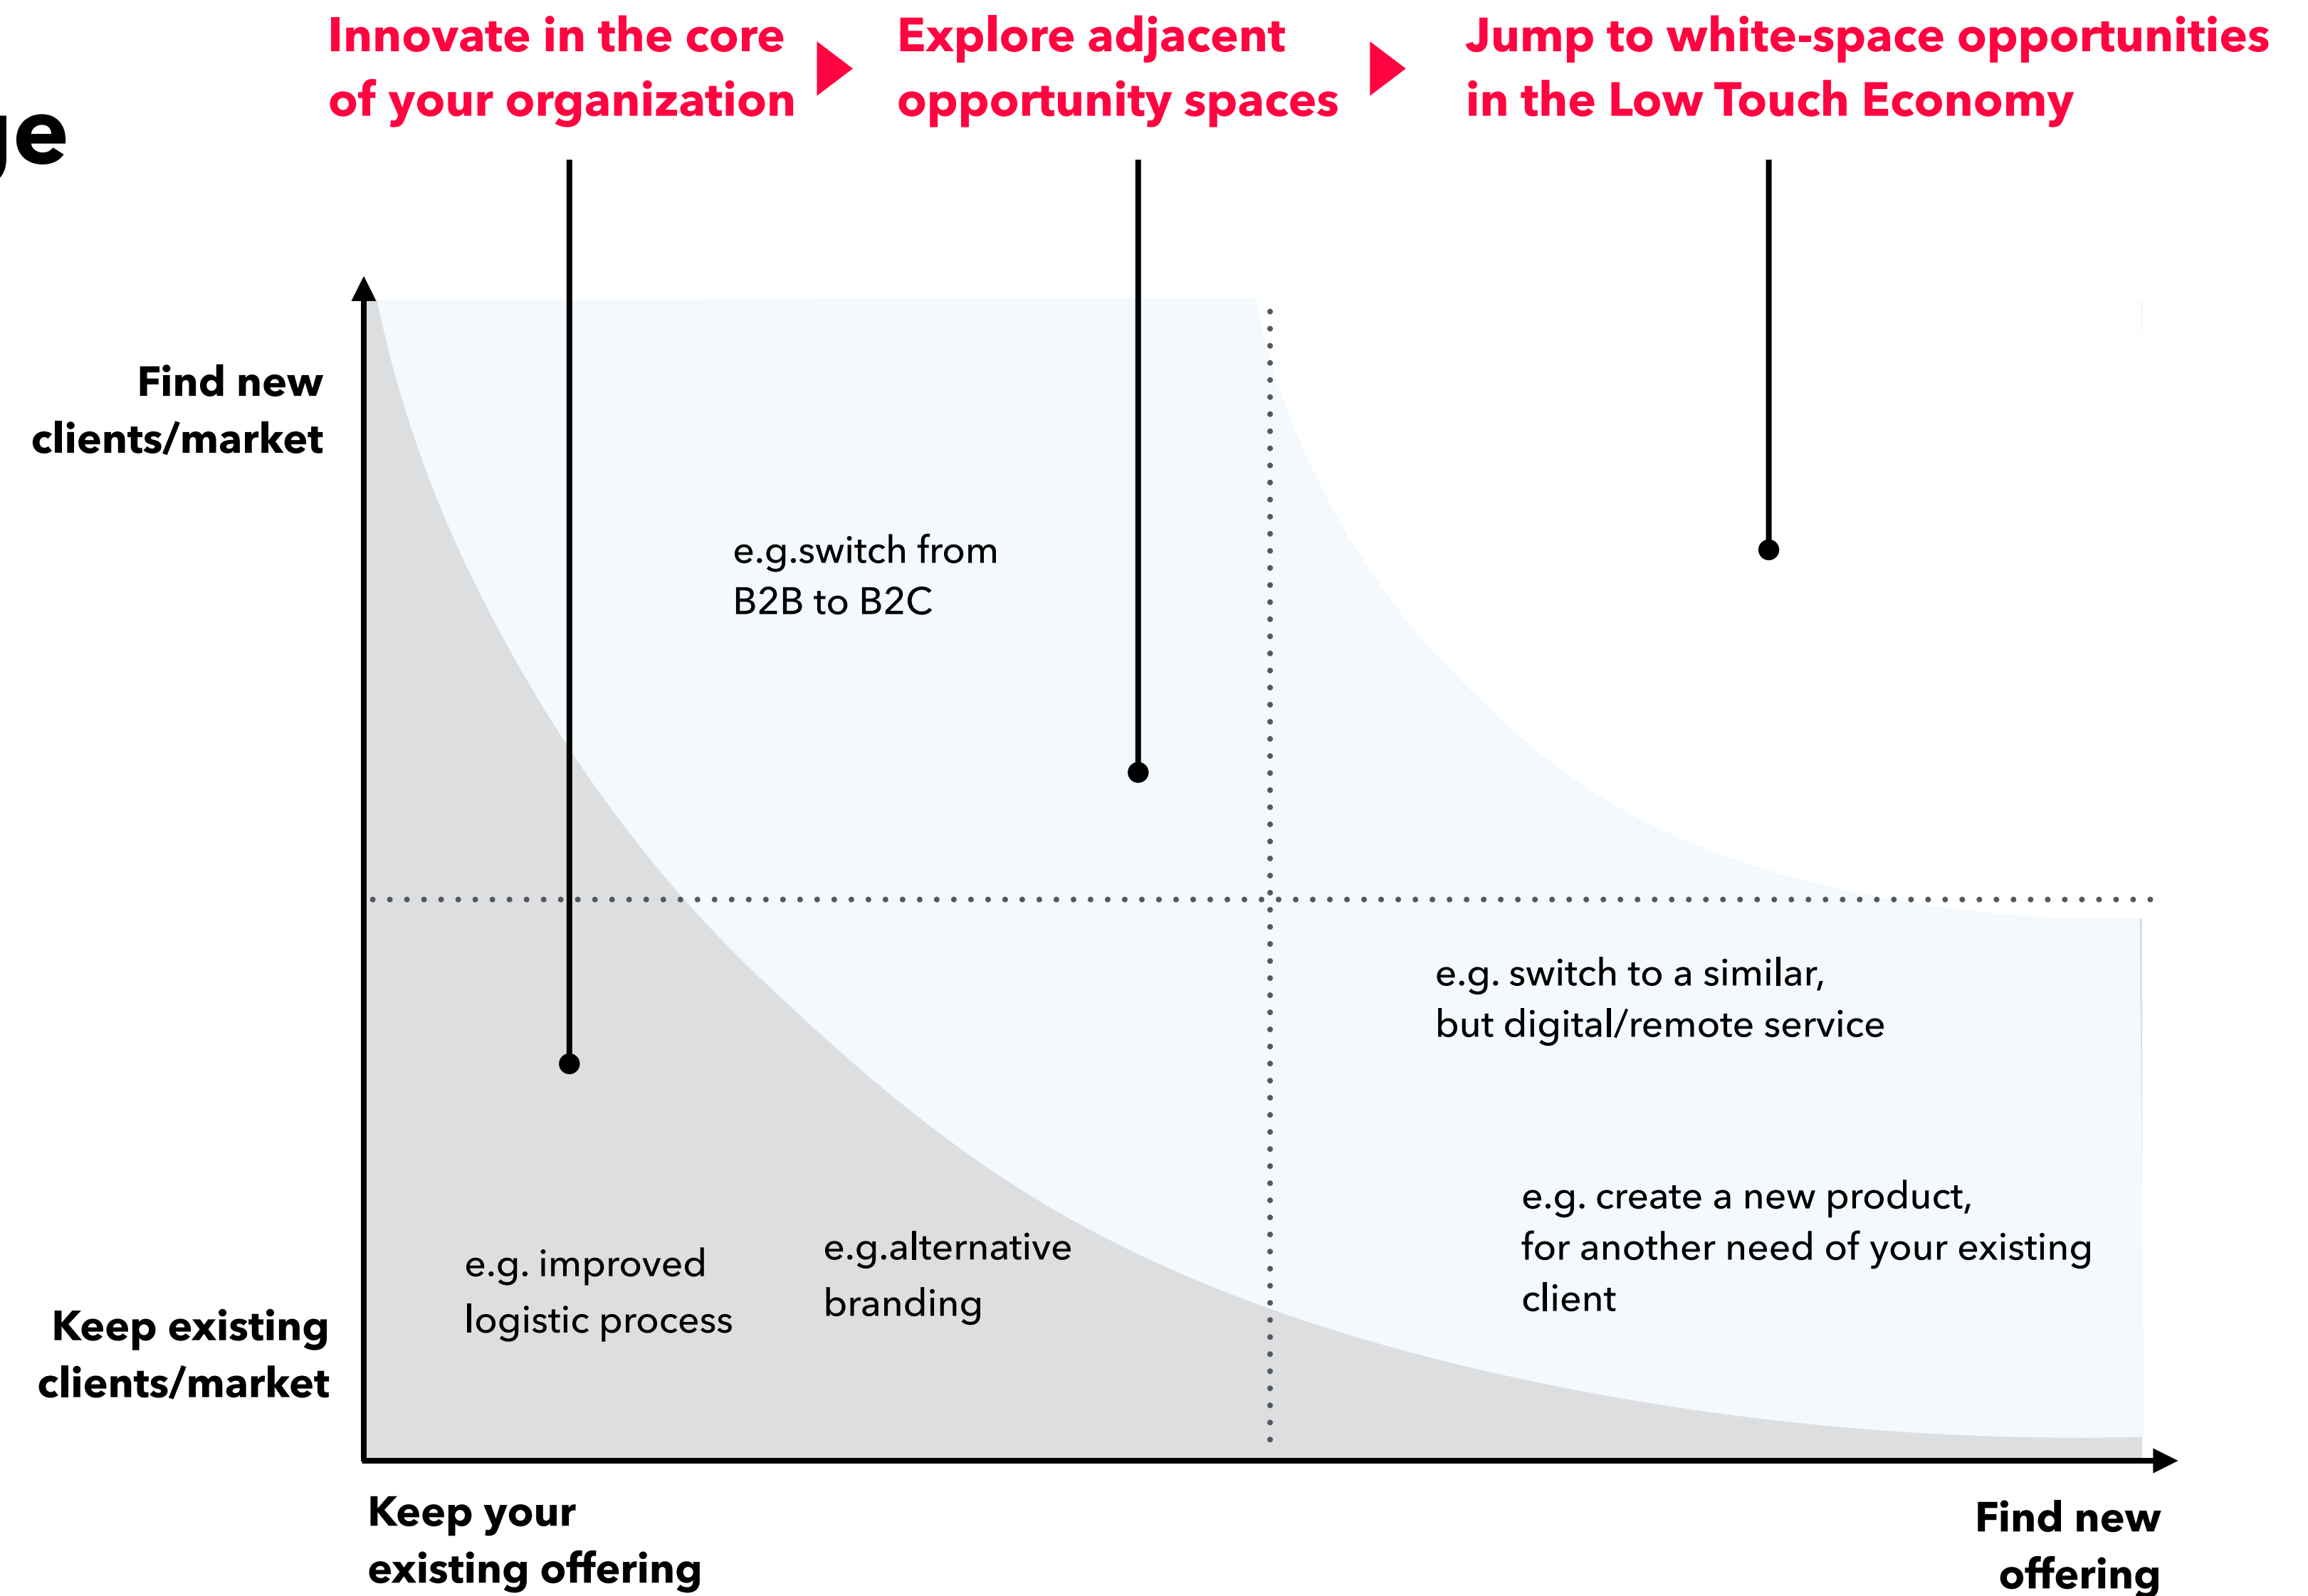 Innovate in the core
of your organization
Explore adjacent
opportunity spaces
Jump to white-space opportunities
in the Low Touch Economy
ge
Find new
clients/market
e.g.switch from
B2B to B2C
e.g. switch to a similar,
but digital/remote service
e.g. create a new product,
for another need of your existing
client
e.g. improved
logistic process
e.g.alternative
branding
Keep existing
clients/market
Keep your
existing offering
Find new
offering